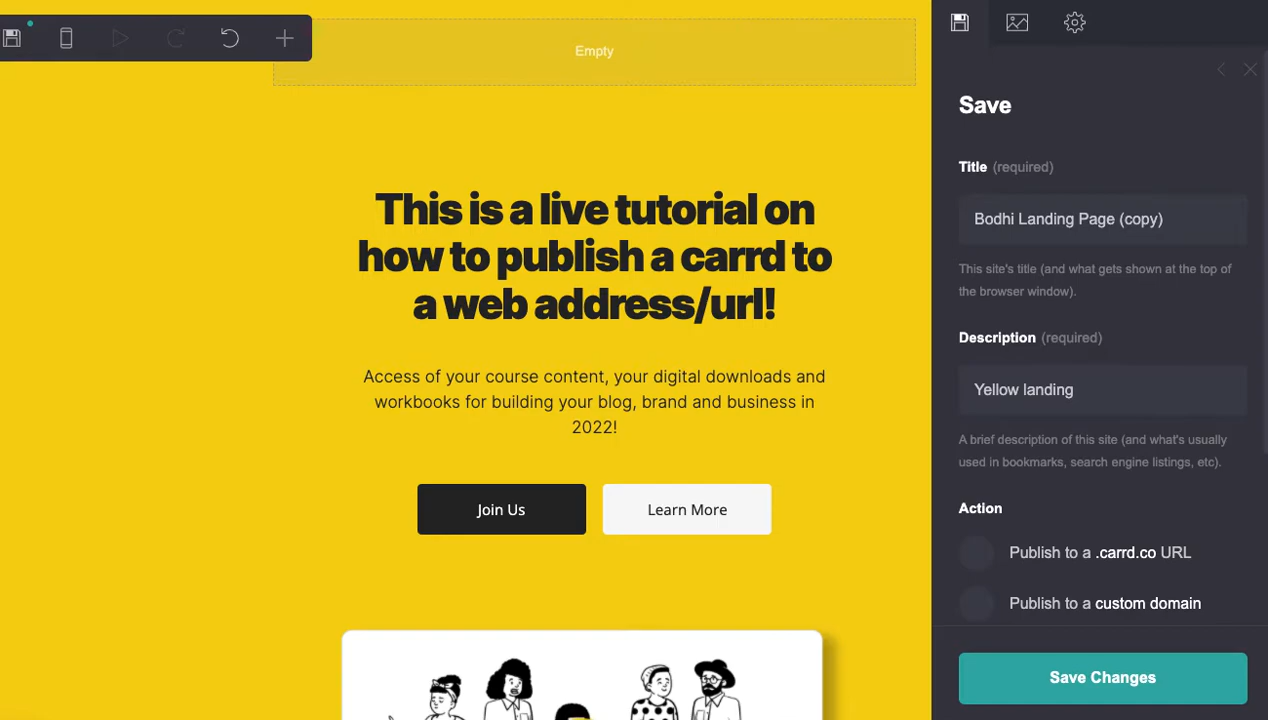 Empty
This is a live tutorial on
how to publish a carrd to
a web address/url!
Access of your course content, your digital downloads and
workbooks for building your blog, brand and business in
2022!
Join Us
Learn More
Save
Title (required)
Bodhi Landing Page (copy)
This site's title (and what gets shown at the top of
the browser window).
Description (required)
Yellow landing
A brief description of this site (and what's usually
used in bookmarks, search engine listings, etc).
Action
Publish to a .carrd.co URL
Publish to a custom domain
Save Changes